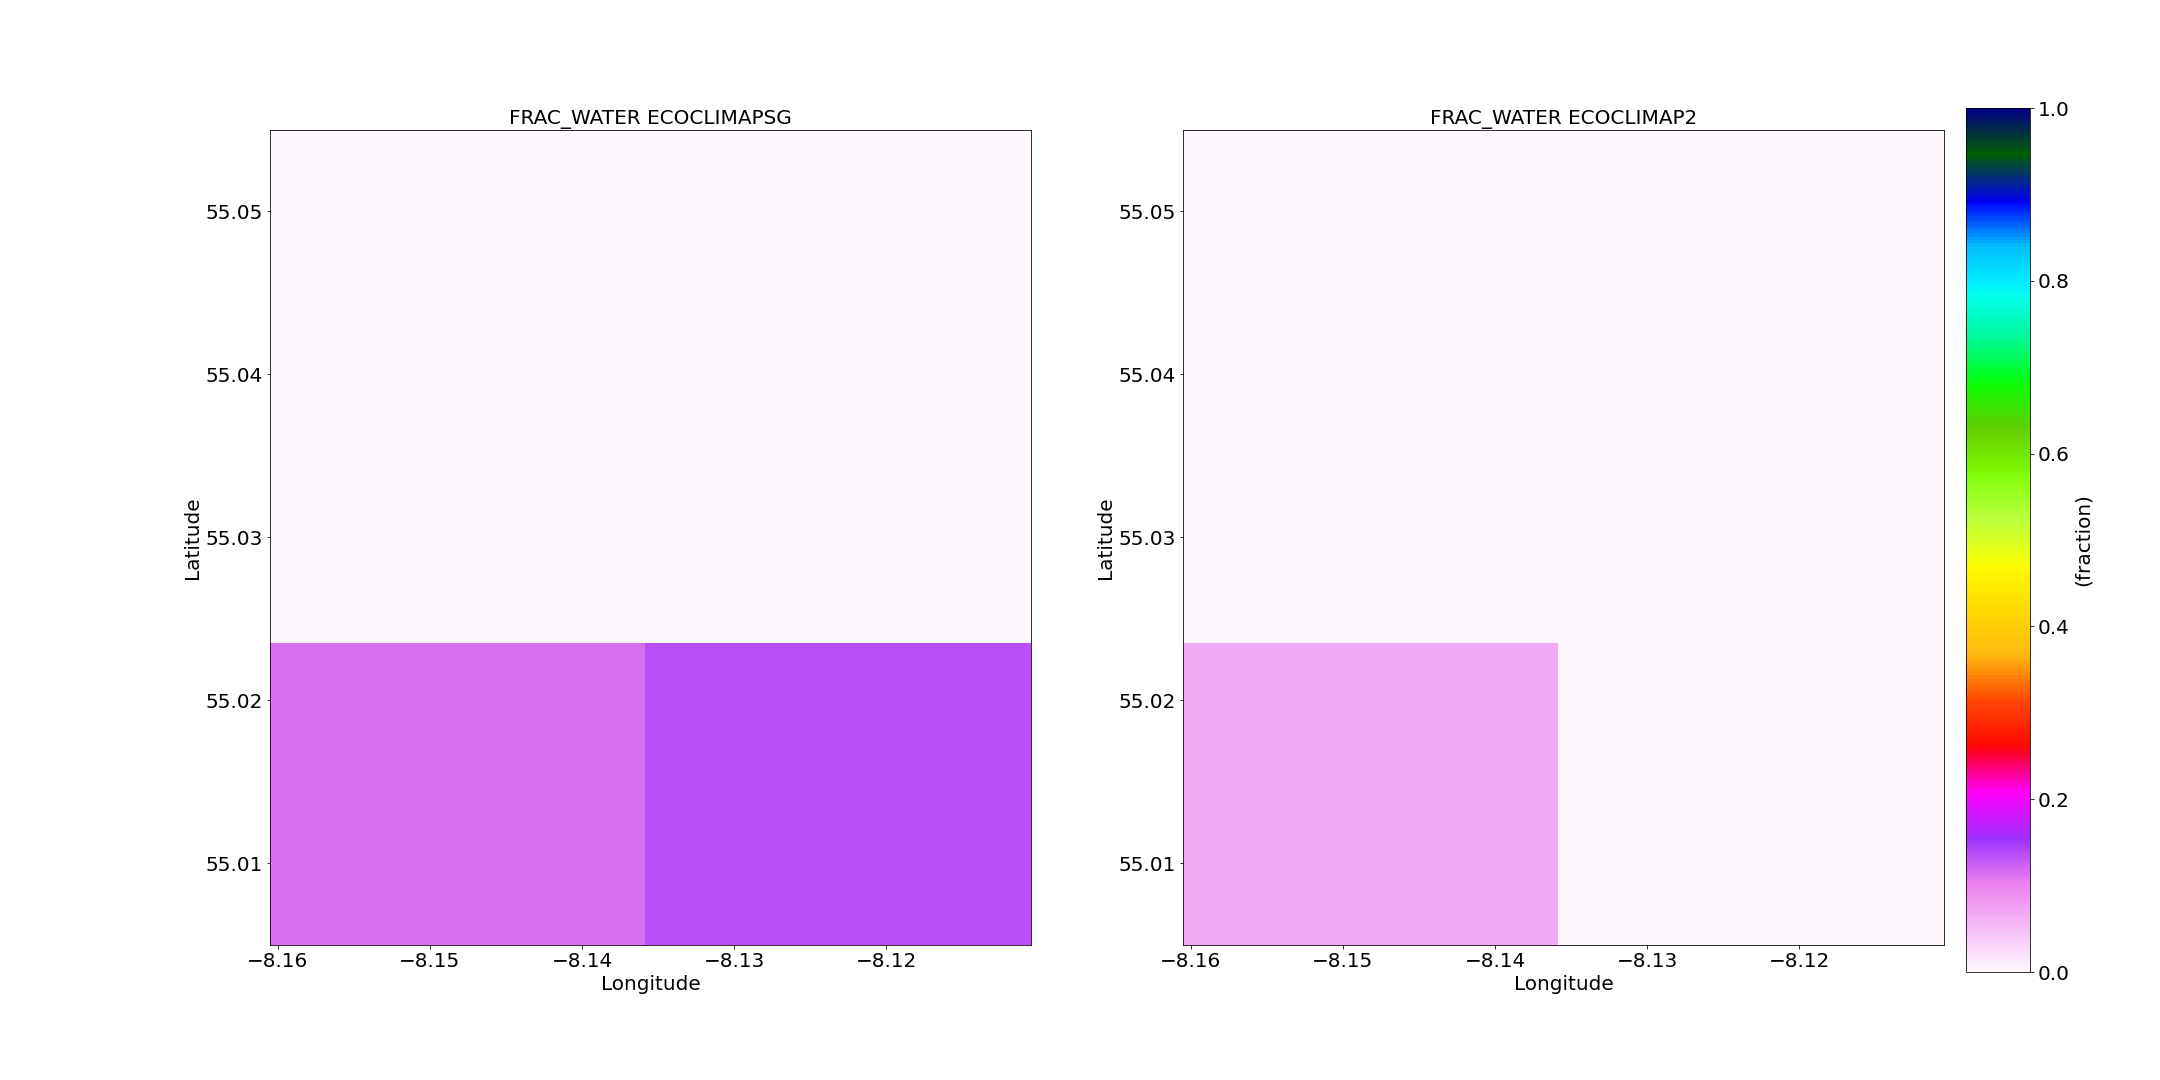 FRAC_WATER ECOCLIMAPSG
55.05
55.04
55.03
55.02
55.01
Latitude
−8.16 −8.15 −8.14 −8.13 −8.12
Longitude
FRAC_WATER ECOCLIMAP2
55.05
55.04
55.03
55.02
55.01
Latitude
−8.16 −8.15 −8.14 −8.13 −8.12
Longitude
1.0
0.8
0.6
0.4
0.2
0.0
(fraction)